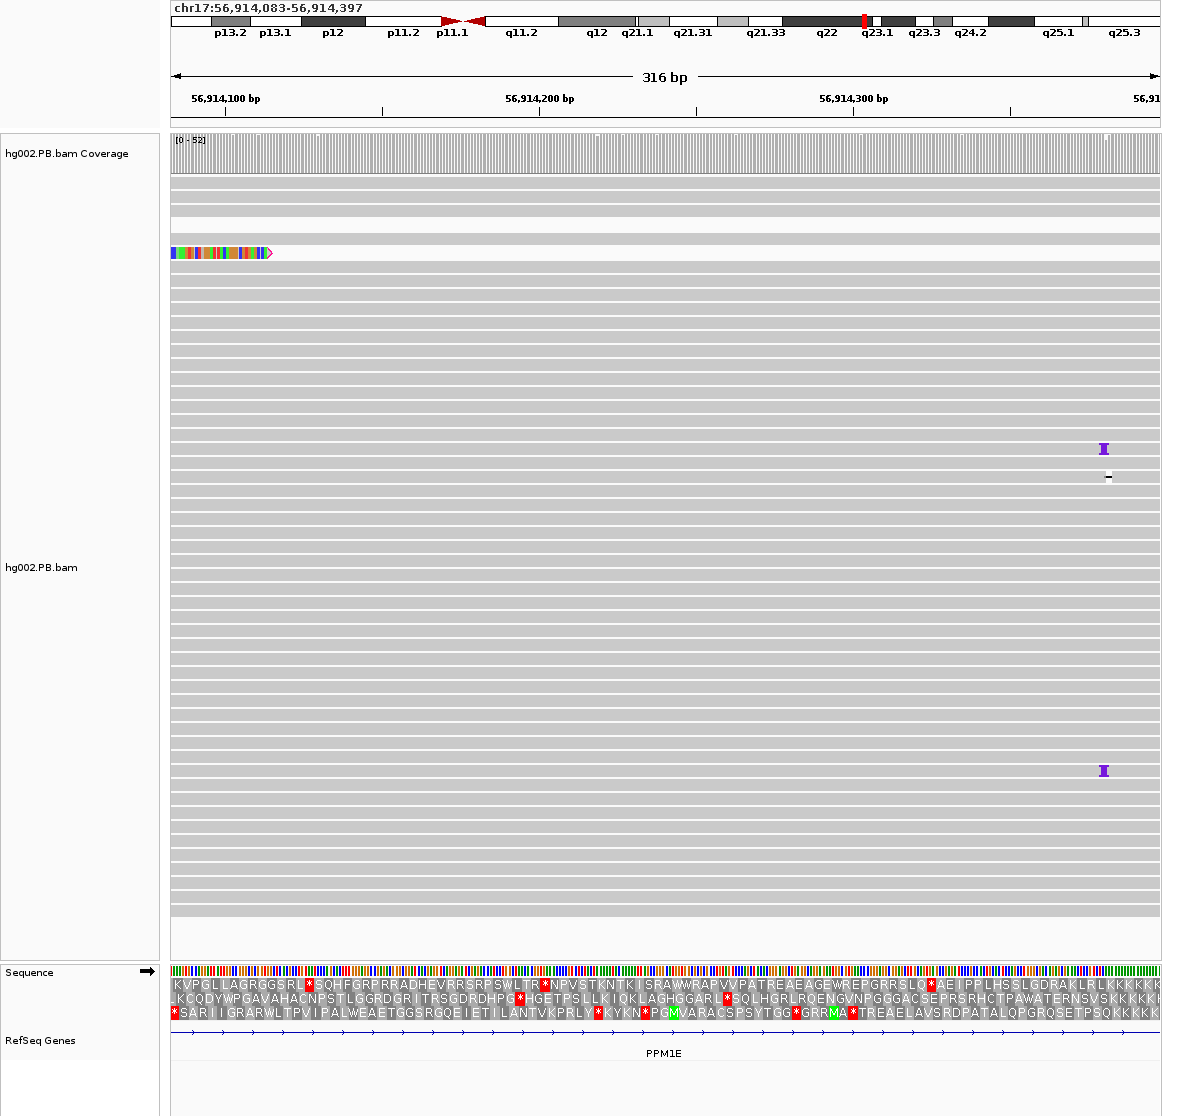 chr17:56,914,083-56,914,397
p13.2 p13.1 p12 p11.2 p11.1 q11.2 q12 q21.1 q21.31 q21.33 q22 q23.1 q23.3 q24.2 q25.1 q25.3
316 bp
56,914,100 bp 56,914,200 bp 56,914,300 bp 56,91
[0 - 52]
hg002.PB.bam Coverage
hg002.PB.bam
Sequence
KVPGLLAGRGGSRL*SQHFGRPRRADHEVRRSRPSWLTR*NPVSTKNTKISRAWWRAPVVPATREAEAGEWREPGRRSLQ*AEIPPLHSSLGDRAKLRLKKKKK
LKCQDYWPGAVAHACNPSTLGGRDGRITRSGDRDHPG*HGETPSLLKIQKLAGHGGARL*SQLHGRLRQENGVNPGGGACSEPRSRHCTPAWATERNSVSKKKKK
*SARIIGRARWLTPVIPALWEAETGGSRGQEIETILANTVKPRLY*KYKN*PGMVARACSPSYTGG*GRRMA*TREAELAVSRDPATALQPGRQSETPSQKKKKK
RefSeq Genes
PPM1E